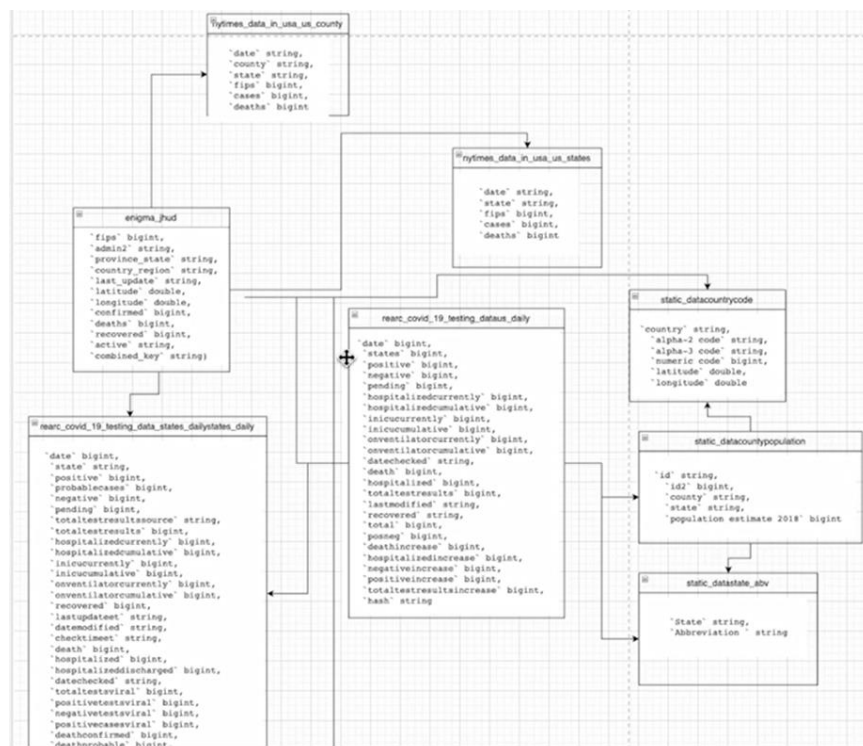 nytimes_data_in_usa_us_county
`date` string,
`county` string,
`state` string,
`fips` bigint,
`cases` bigint,
`deaths` bigint
nytimes_data_in_usa_us_states
`date` string,
`state` string,
`fips` bigint,
`cases` bigint,
`deaths` bigint
enigma_jhud
`fips` bigint,
`admin2` string,
`province_state` string,
`country_region` string,
`last_update` string,
`latitude` double,
`longitude` double,
`confirmed` bigint,
`deaths` bigint,
`recovered` bigint,
`active` string,
`combined_key` string)
static_datacountrycode
`country` string,
`alpha-2 code` string,
`alpha-3 code` string,
`numeric code` bigint,
`latitude` double,
`longitude` double
rearc_covid_19_testing_dataus_daily
`date` bigint,
`states` bigint,
`positive` bigint,
`negative` bigint,
`pending` bigint,
`hospitalizedcurrently` bigint,
`hospitalizedcumulative` bigint,
`inicucurrently` bigint,
`inicucumulative` bigint,
`onventilatorcurrently` bigint,
`onventilatorcumulative` bigint,
`datechecked` string,
`death` bigint,
`hospitalized` bigint,
`totaltestresults` bigint,
`lastmodified` string,
`recovered` string,
`total` bigint,
`posneg` bigint,
`deathincrease` bigint,
`hospitalizedincrease` bigint,
`negativeincrease` bigint,
`positiveincrease` bigint,
`totaltestresultsincrease` bigint,
`hash` string
rearc_covid_19_testing_data_states_dailystates_daily
`date` bigint,
`state` string,
`positive` bigint,
`probablecases` bigint,
`negative` bigint,
`pending` bigint,
`totaltestresultsource` string,
`totaltestresults` bigint,
`hospitalizedcurrently` bigint,
`hospitalizedcumulative` bigint,
`inicucurrently` bigint,
`inicucumulative` bigint,
`onventilatorcurrently` bigint,
`onventilatorcumulative` bigint,
`recovered` bigint,
`lastupdateet` string,
`datemodified` string,
`checktimeet` string,
`death` bigint,
`hospitalized` bigint,
`hospitalizeddischarged` bigint,
`datechecked` string,
`totaltestsviral` bigint,
`positivetestsviral` bigint,
`negativetestsviral` bigint,
`positivecasesviral` bigint,
`deathconfirmed` bigint,
`deathprobable` bigint,
static_datacountypopulation
`id` string,
`id2` bigint,
`county` string,
`state` string,
`population estimate 2018` bigint
static_datastate_abv
`State` string,
`Abbreviation ` string